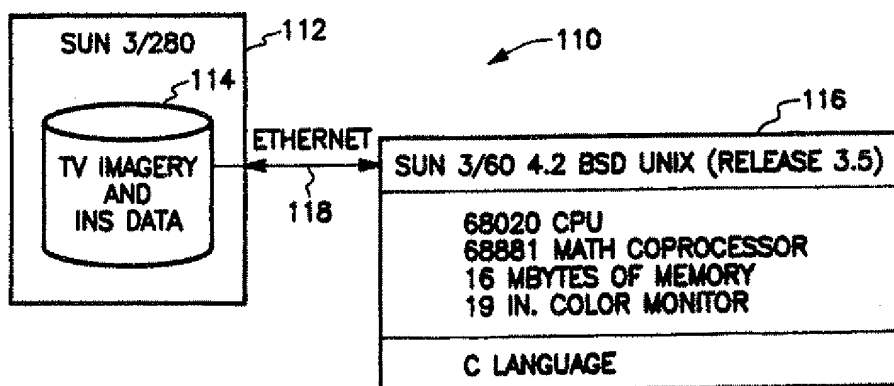 SUN 3/280
112
110
114
TV IMAGERY
AND
INS DATA
ETHERNET
118
116
SUN 3/60 4.2 BSD UNIX (RELEASE 3.5)
68020 CPU
68881 MATH COPROCESSOR
16 MBYTES OF MEMORY
19 IN. COLOR MONITOR
C LANGUAGE